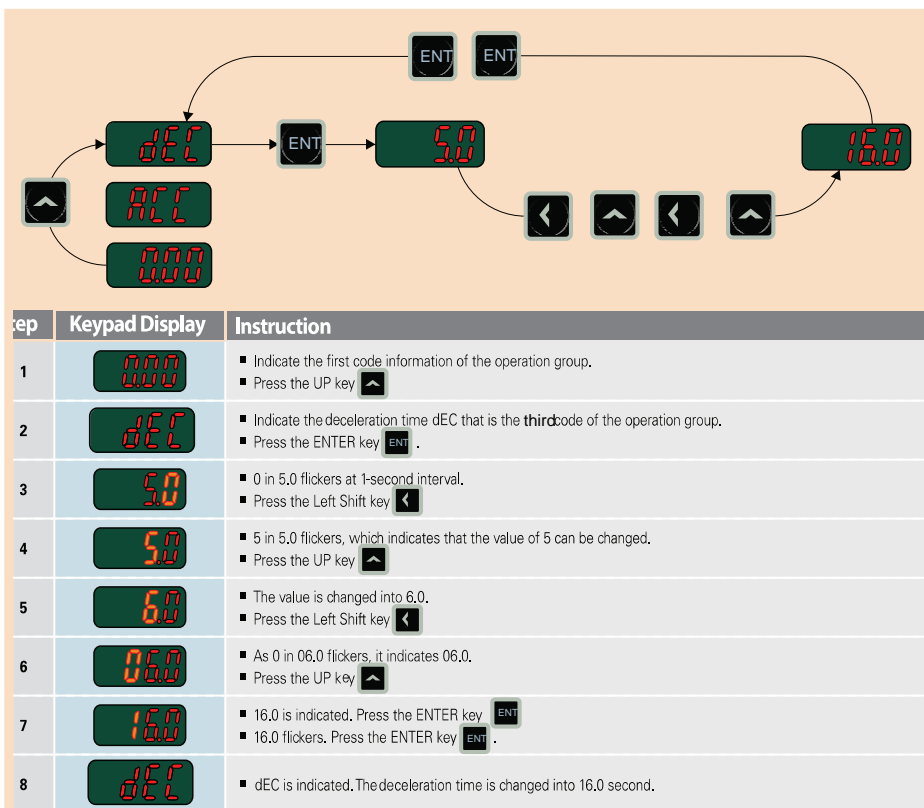 ENT ENT
dEC ENT 5.0 16.0
ACC
0.00
tep Keypad Display Instruction
1 0.00 ■ Indicate the first code information of the operation group.
■ Press the UP key
2 dEC ■ Indicate the deceleration time dEC that is the thirdcode of the operation group.
■ Press the ENTER key ENT .
3 5.0 ■ 0 in 5.0 flickers at 1-second interval.
■ Press the Left Shift key
4 5.0 ■ 5 in 5.0 flickers, which indicates that the value of 5 can be changed.
■ Press the UP key
5 6.0 ■ The value is changed into 6.0.
■ Press the Left Shift key
6 06.0 ■ As 0 in 06.0 flickers, it indicates 06.0.
■ Press the UP key
7 16.0 ■ 16.0 is indicated. Press the ENTER key ENT
■ 16.0 flickers. Press the ENTER key ENT .
8 dEC ■ dEC is indicated. The deceleration time is changed into 16.0 second.